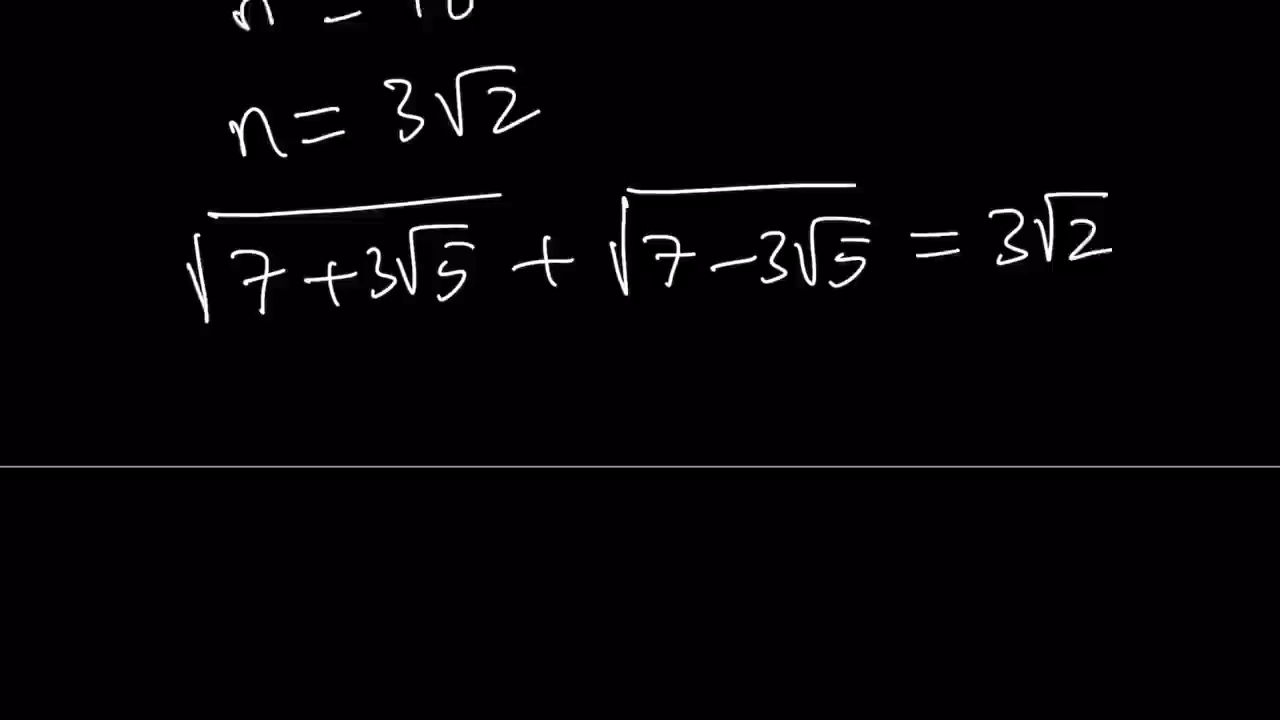 n = 3√2
√(7 + 3√5) + √(7 − 3√5) = 3√2